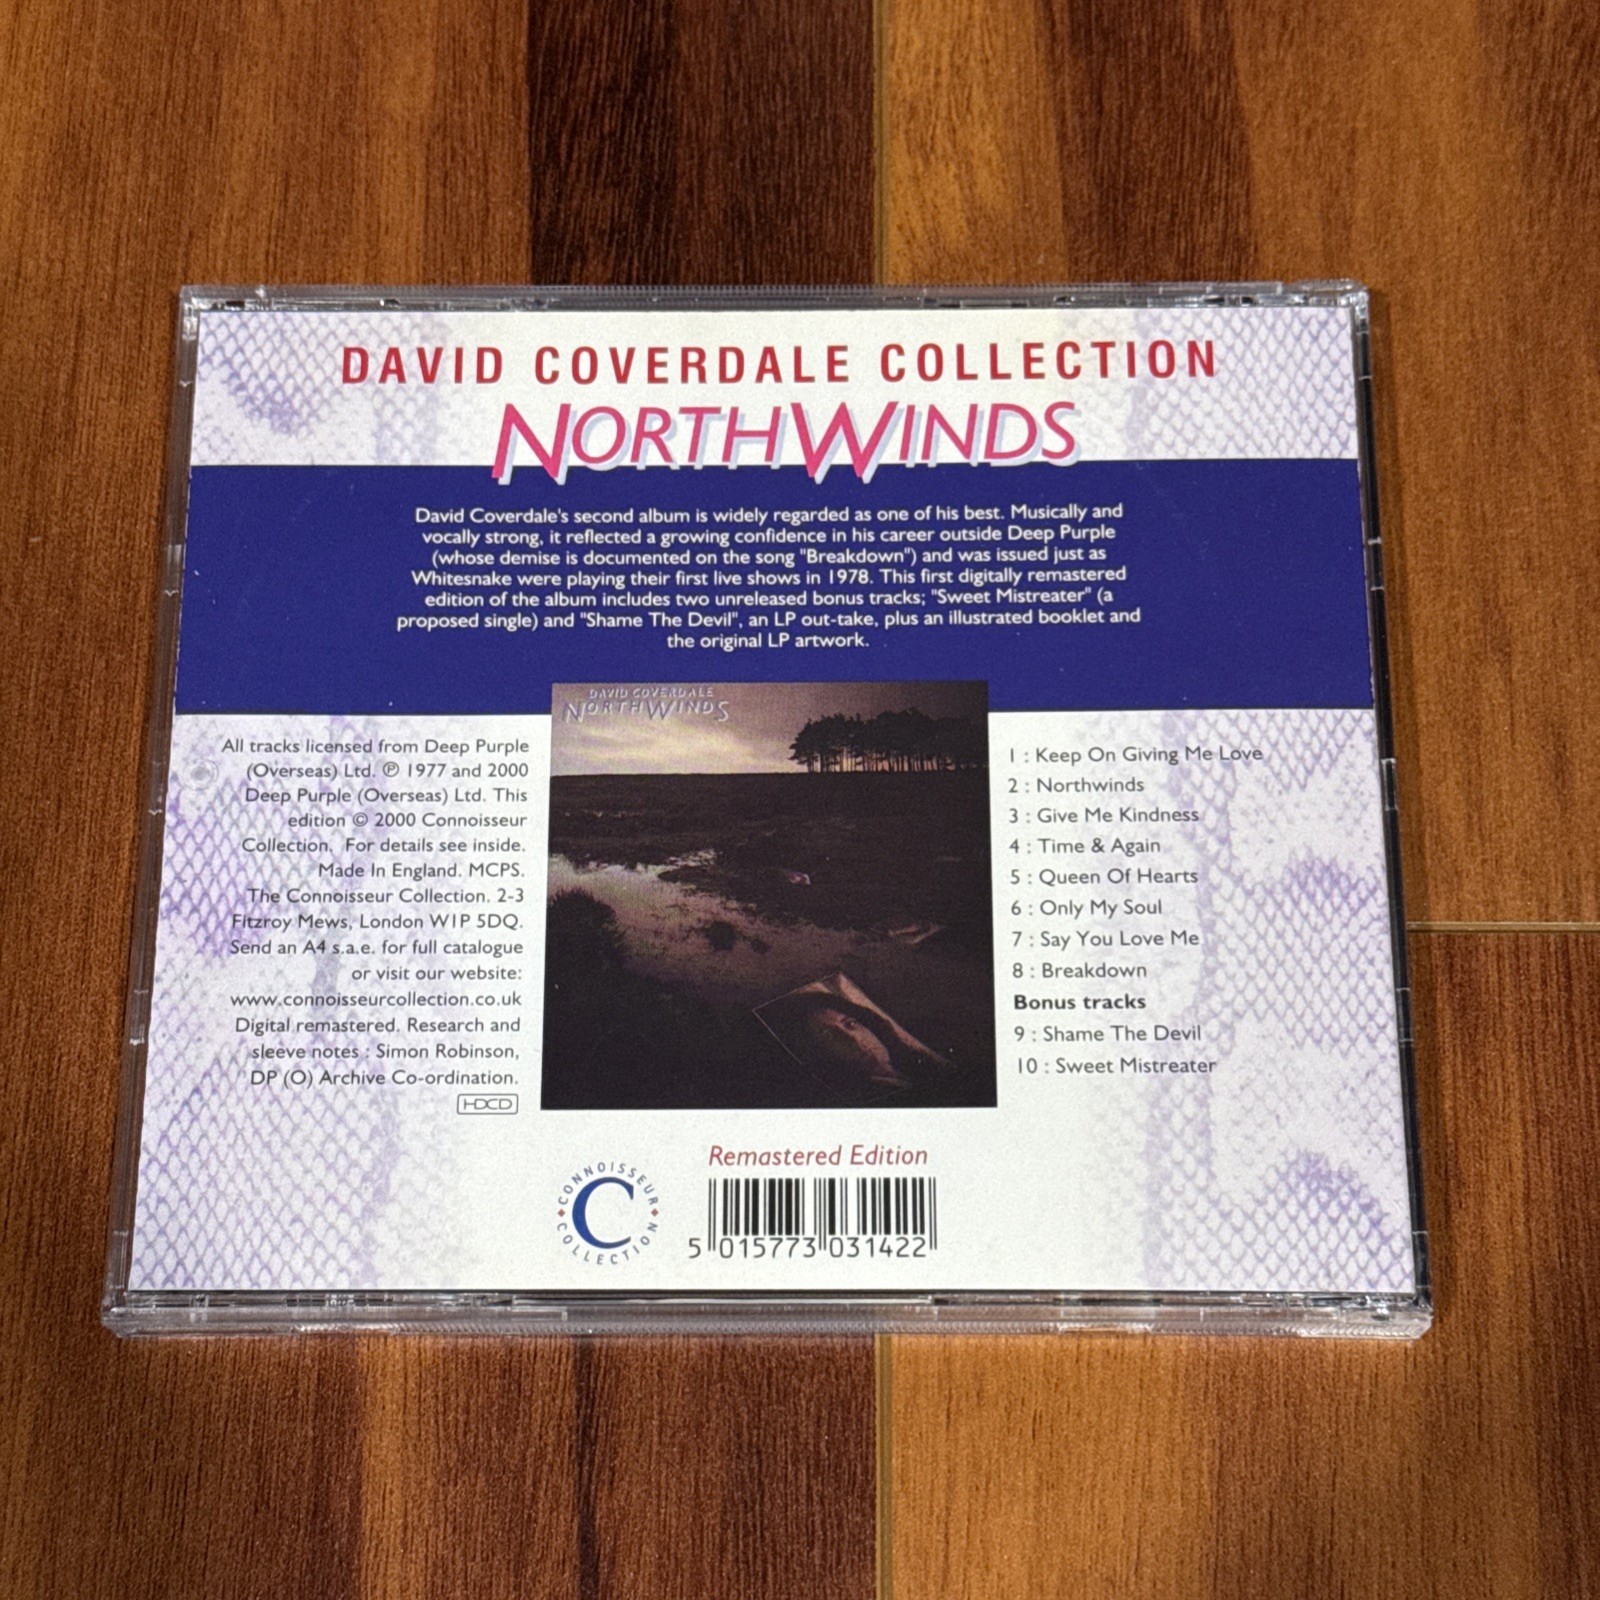 DAVID COVERDALE COLLECTION
NORTHWINDS
David Coverdale's second album is widely regarded as one of his best. Musically and
vocally strong, it reflected a growing confidence in his career outside Deep Purple
(whose demise is documented on the song "Breakdown") and was issued just as
Whitesnake were playing their first live shows in 1978. This first digitally remastered
edition of the album includes two unreleased bonus tracks; "Sweet Mistreater" (a
proposed single) and "Shame The Devil", an LP out-take, plus an illustrated booklet and
the original LP artwork.
All tracks licensed from Deep Purple
(Overseas) Ltd. ℗ 1977 and 2000
Deep Purple (Overseas) Ltd. This
edition © 2000 Connoisseur
Collection. For details see inside.
Made In England. MCPS.
The Connoisseur Collection. 2-3
Fitzroy Mews, London W1P 5DQ.
Send an A4 s.a.e. for full catalogue
or visit our website:
www.connoisseurcollection.co.uk
Digital remastered. Research and
sleeve notes : Simon Robinson,
DP (O) Archive Co-ordination.
HDCD
DAVID COVERDALE
NORTHWINDS
1 : Keep On Giving Me Love
2 : Northwinds
3 : Give Me Kindness
4 : Time & Again
5 : Queen Of Hearts
6 : Only My Soul
7 : Say You Love Me
8 : Breakdown
Bonus tracks
9 : Shame The Devil
10 : Sweet Mistreater
CONNOISSEUR
C
COLLECTION
Remastered Edition
5 015773 031422